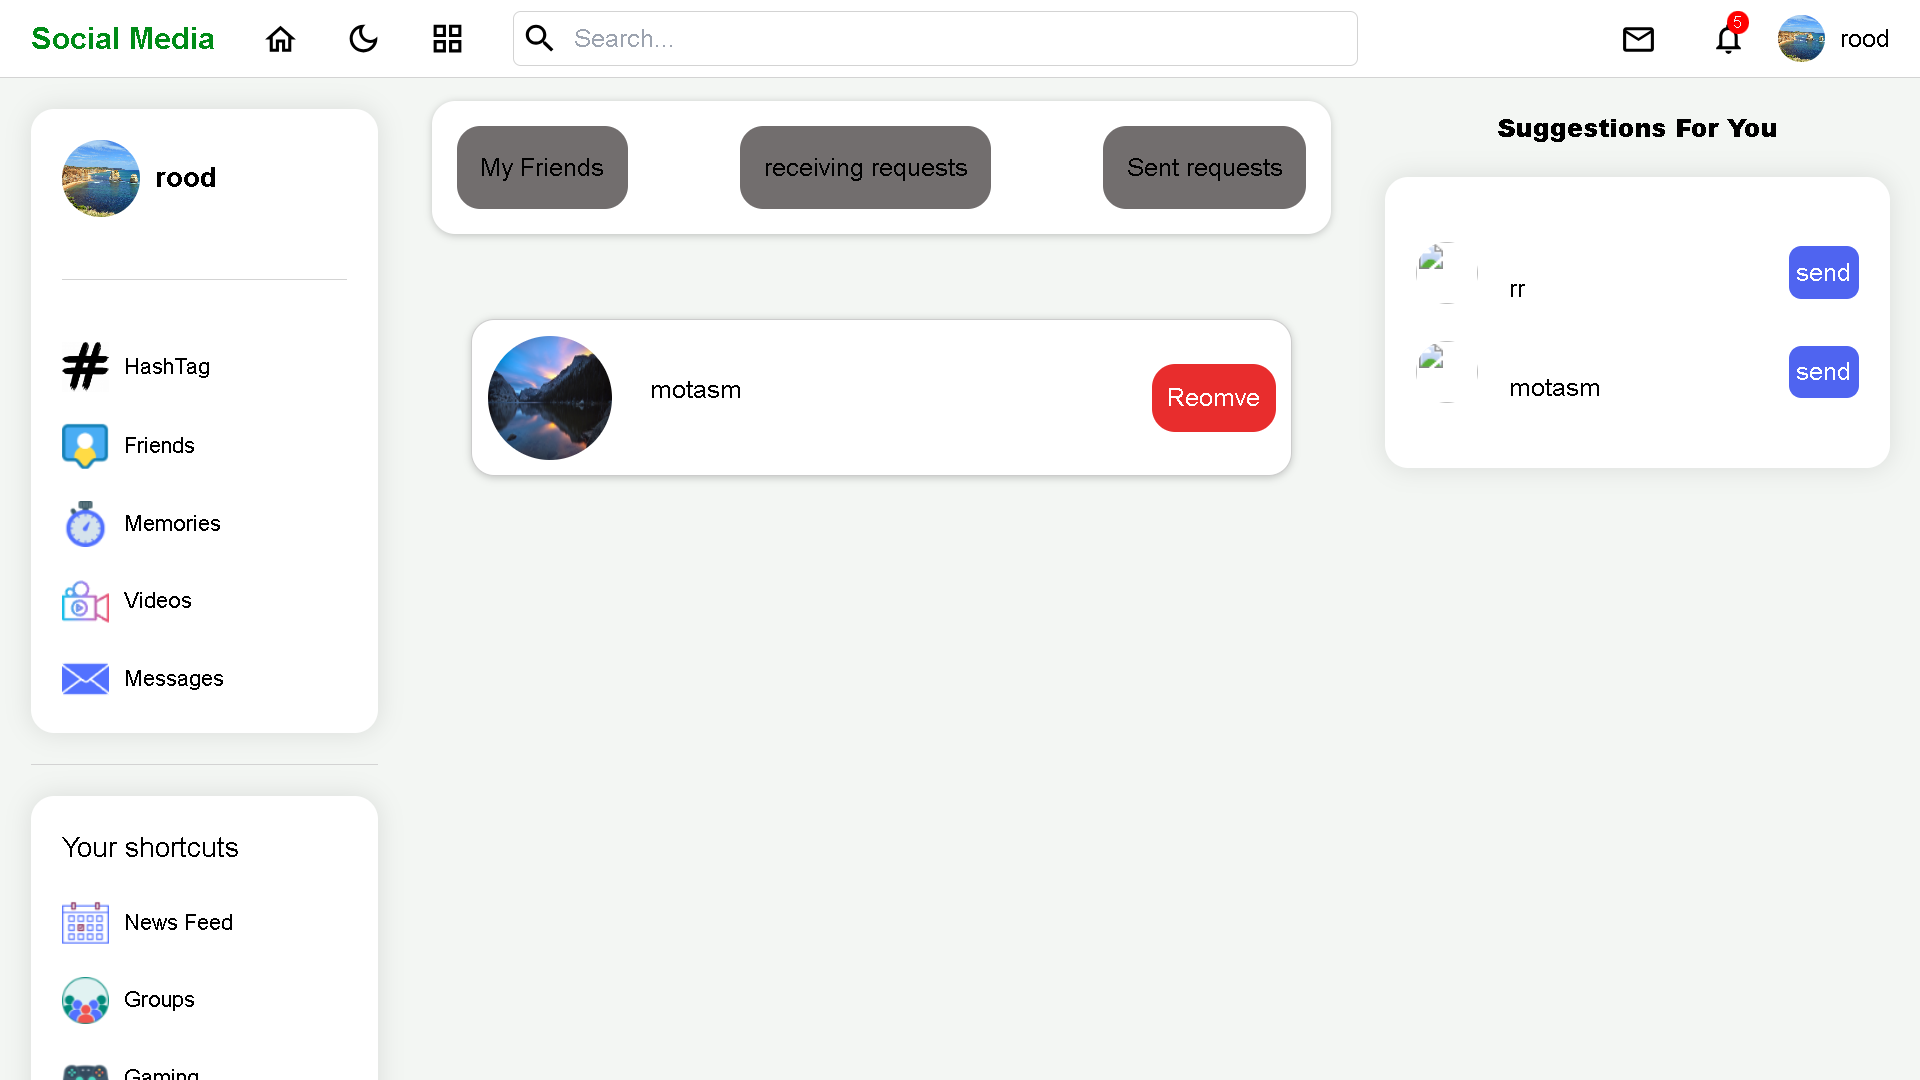 Social Media
Search...
5
rood
rood
HashTag
Friends
Memories
Videos
Messages
Your shortcuts
News Feed
Groups
Gaming
My Friends
receiving requests
Sent requests
motasm
Reomve
Suggestions For You
rr
send
motasm
send